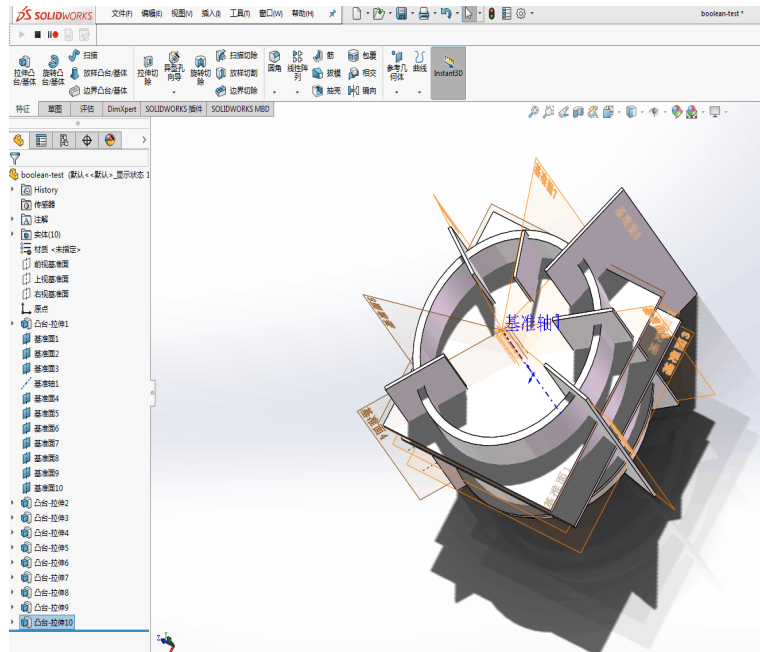 SOLIDWORKS 文件(F) 编辑(E) 视图(V) 插入(I) 工具(T) 窗口(W) 帮助(H) boolean-test *
拉伸凸台/基体
旋转凸台/基体
扫描
放样凸台/基体
边界凸台/基体
拉伸切除
异型孔向导
旋转切除
扫描切除
放样切割
边界切除
圆角
线性阵列
筋
拔模
抽壳
包覆
相交
镜向
参考几何体
曲线
Instant3D
特征 草图 评估 DimXpert SOLIDWORKS 插件 SOLIDWORKS MBD
boolean-test (默认<<默认>_显示状态 1
History
传感器
注解
实体(10)
材质 <未指定>
前视基准面
上视基准面
右视基准面
原点
凸台-拉伸1
基准面1
基准面2
基准面3
基准轴1
基准面4
基准面5
基准面6
基准面7
基准面8
基准面9
基准面10
凸台-拉伸2
凸台-拉伸3
凸台-拉伸4
凸台-拉伸5
凸台-拉伸6
凸台-拉伸7
凸台-拉伸8
凸台-拉伸9
凸台-拉伸10
基准面7
基准轴1
基准面4
基准面1